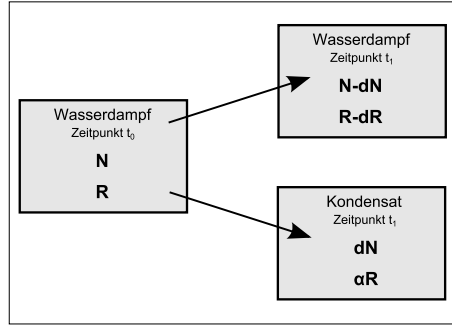 Wasserdampf
Zeitpunkt t₀
N
R
Wasserdampf
Zeitpunkt t₁
N-dN
R-dR
Kondensat
Zeitpunkt t₁
dN
αR